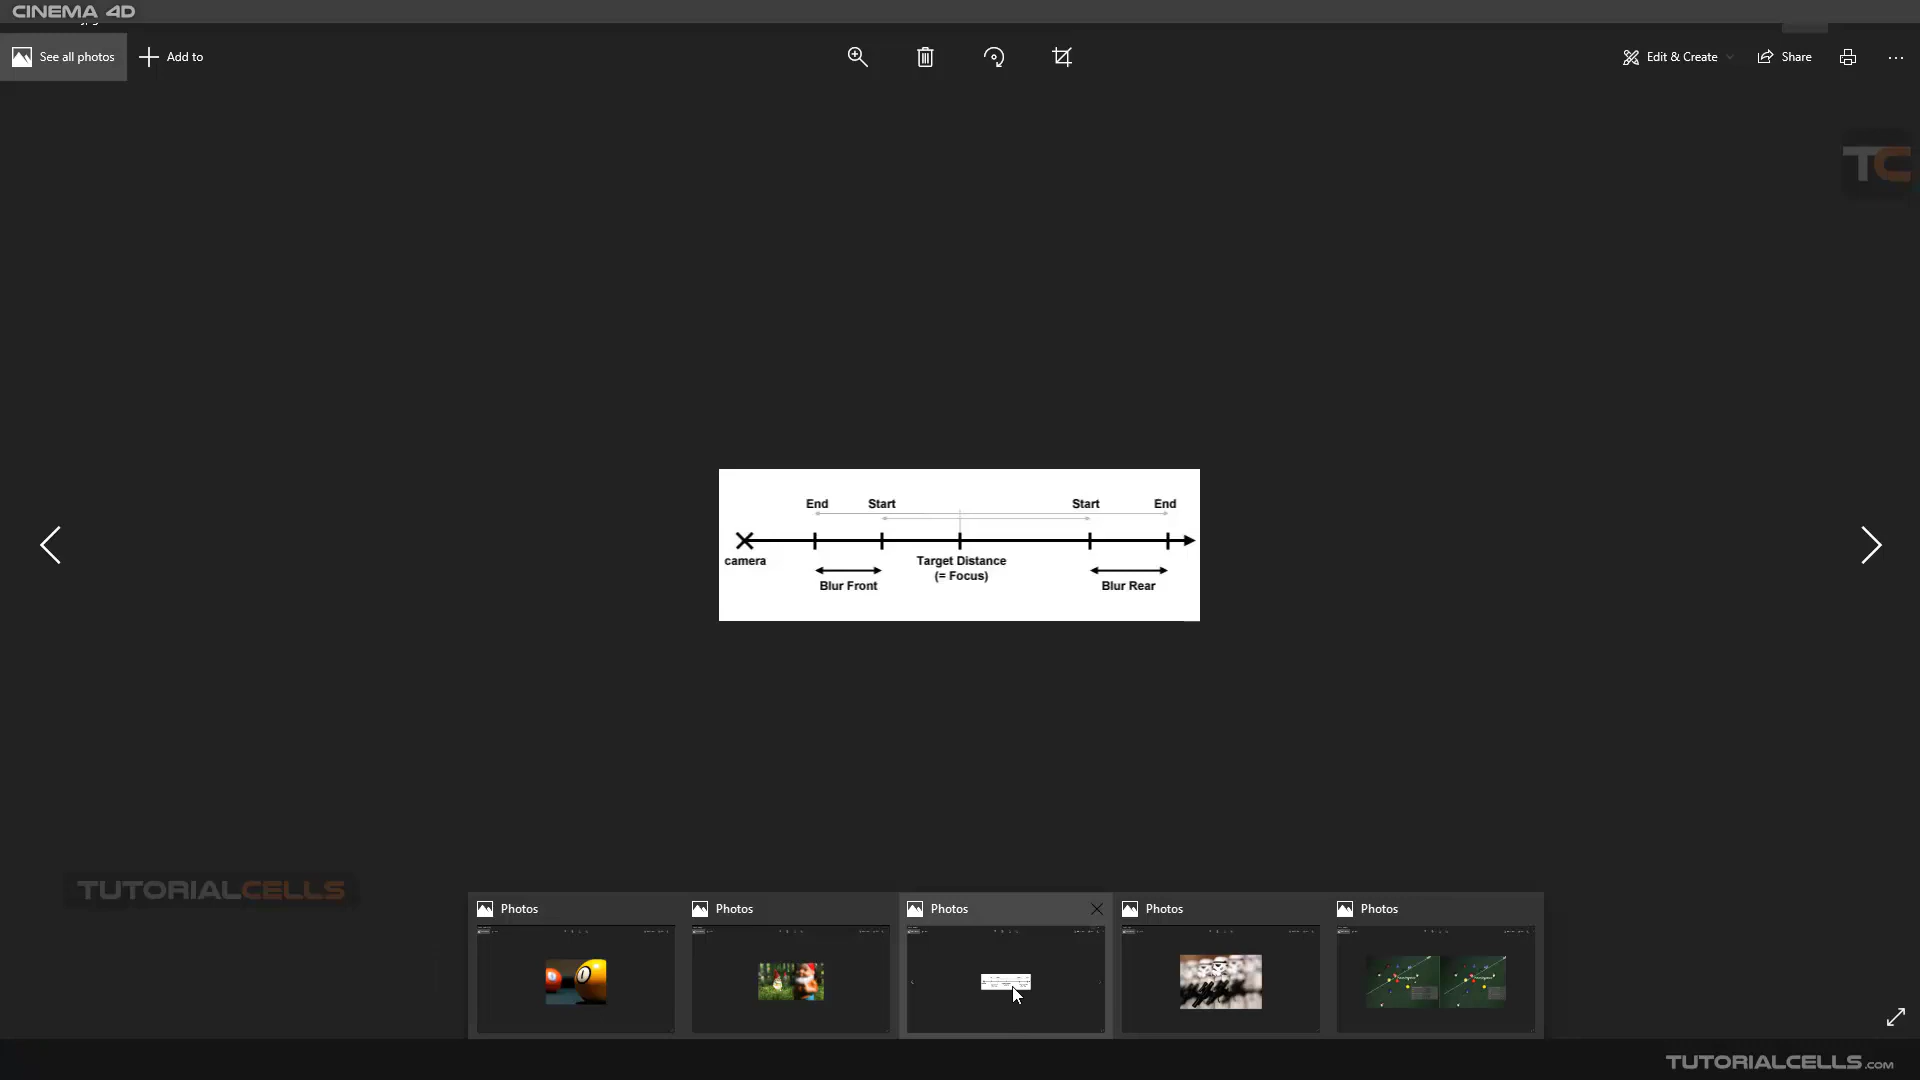 CINEMA 4D
See all photos
Add to
Edit & Create
Share
TC
End Start Start End
camera
Target Distance
(= Focus)
Blur Front
Blur Rear
TUTORIALCELLS
Photos
Photos
Photos
Photos
Photos
TUTORIALCELLS.COM